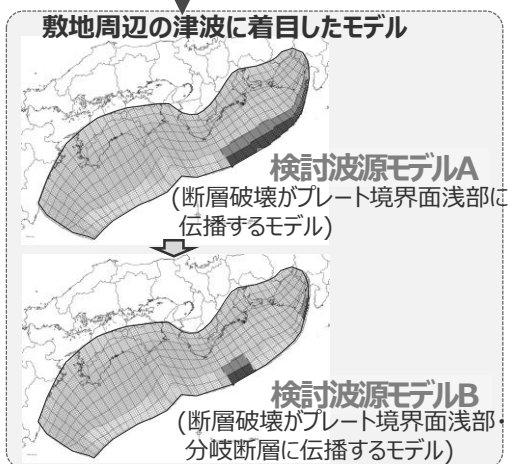 敷地周辺の津波に着目したモデル
検討波源モデルA
(断層破壊がプレート境界面浅部に
伝播するモデル)
検討波源モデルB
(断層破壊がプレート境界面浅部・
分岐断層に伝播するモデル)